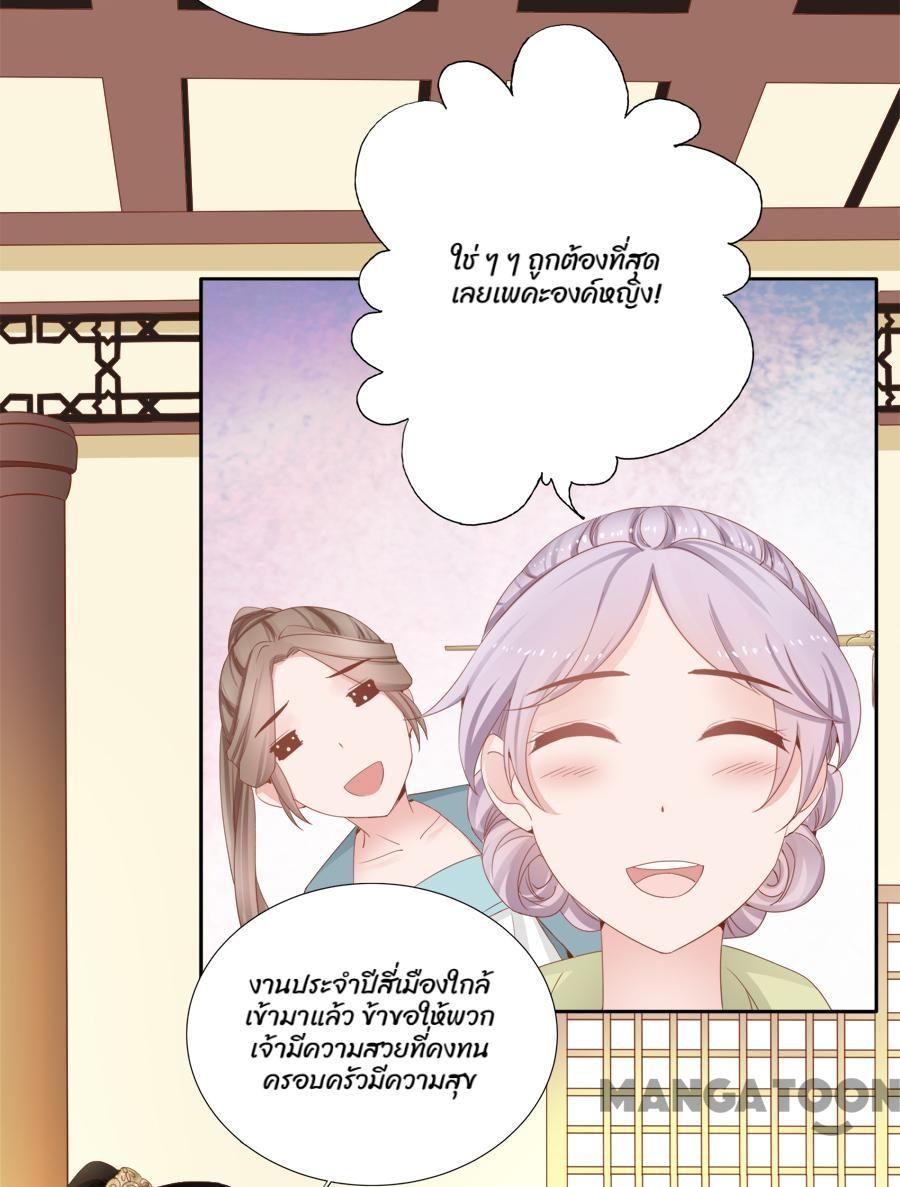 ใช่ ๆ ๆ ถูกต้องที่สุด
เลยเพคะองค์หญิง!
งานประจำปีสี่เมืองใกล้
เข้ามาแล้ว ข้าขอให้พวก
เจ้ามีความสวยที่คงทน
ครอบครัวมีความสุข
MANGATOON